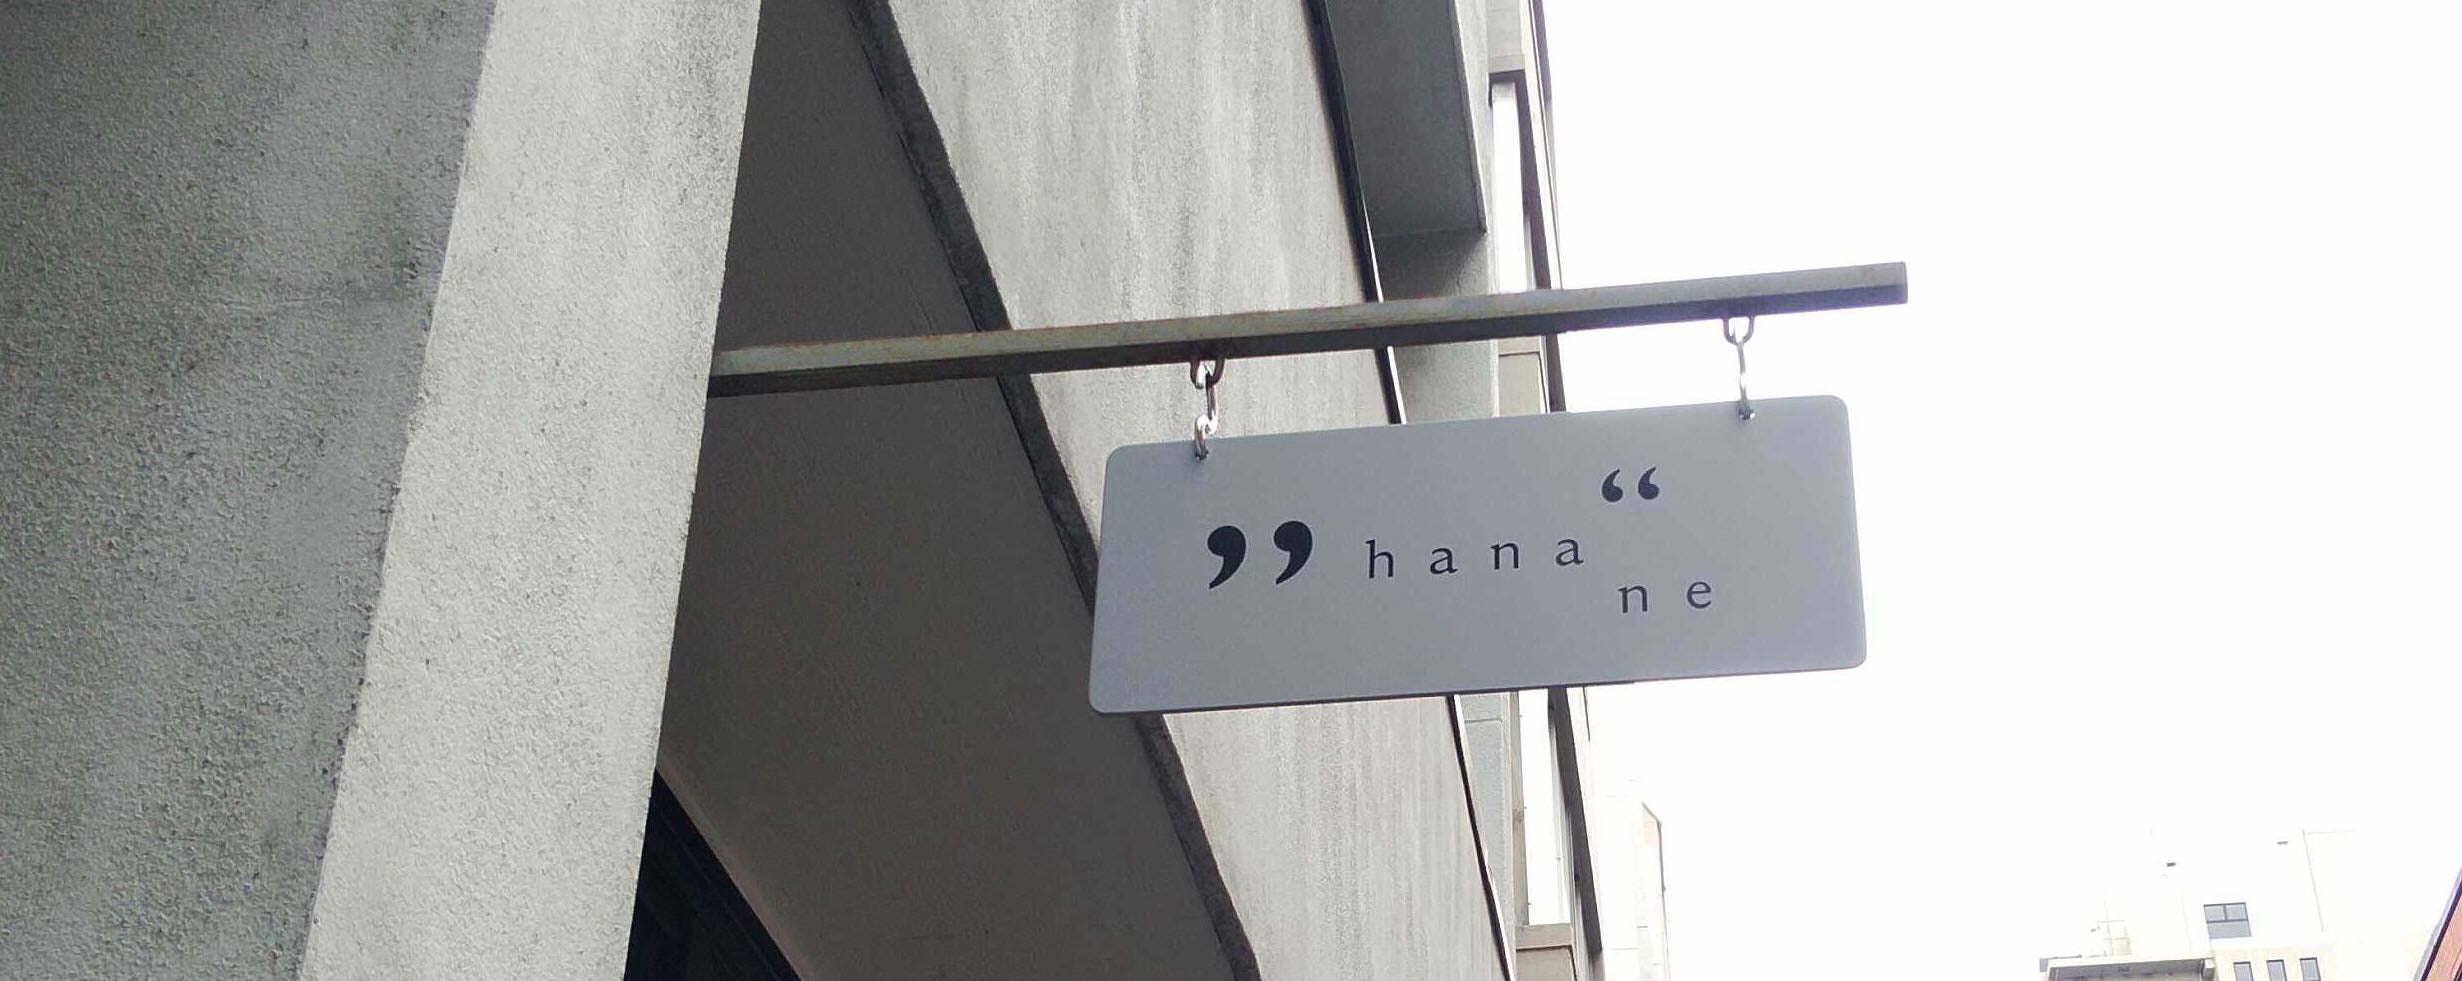 ” hana “
ne